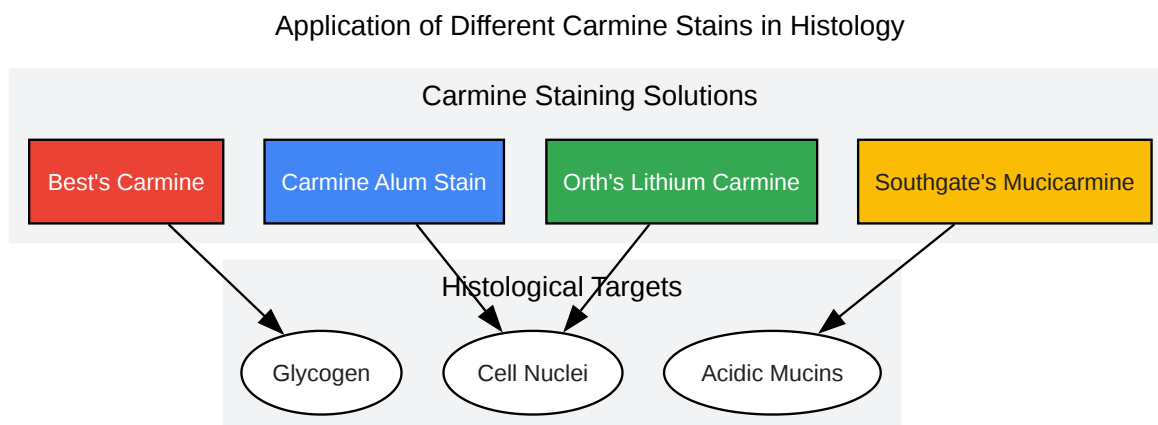 Application of Different Carmine Stains in Histology
Carmine Staining Solutions
Best's Carmine
Carmine Alum Stain
Orth's Lithium Carmine
Southgate's Mucicarmine
Histological Targets
Glycogen
Cell Nuclei
Acidic Mucins